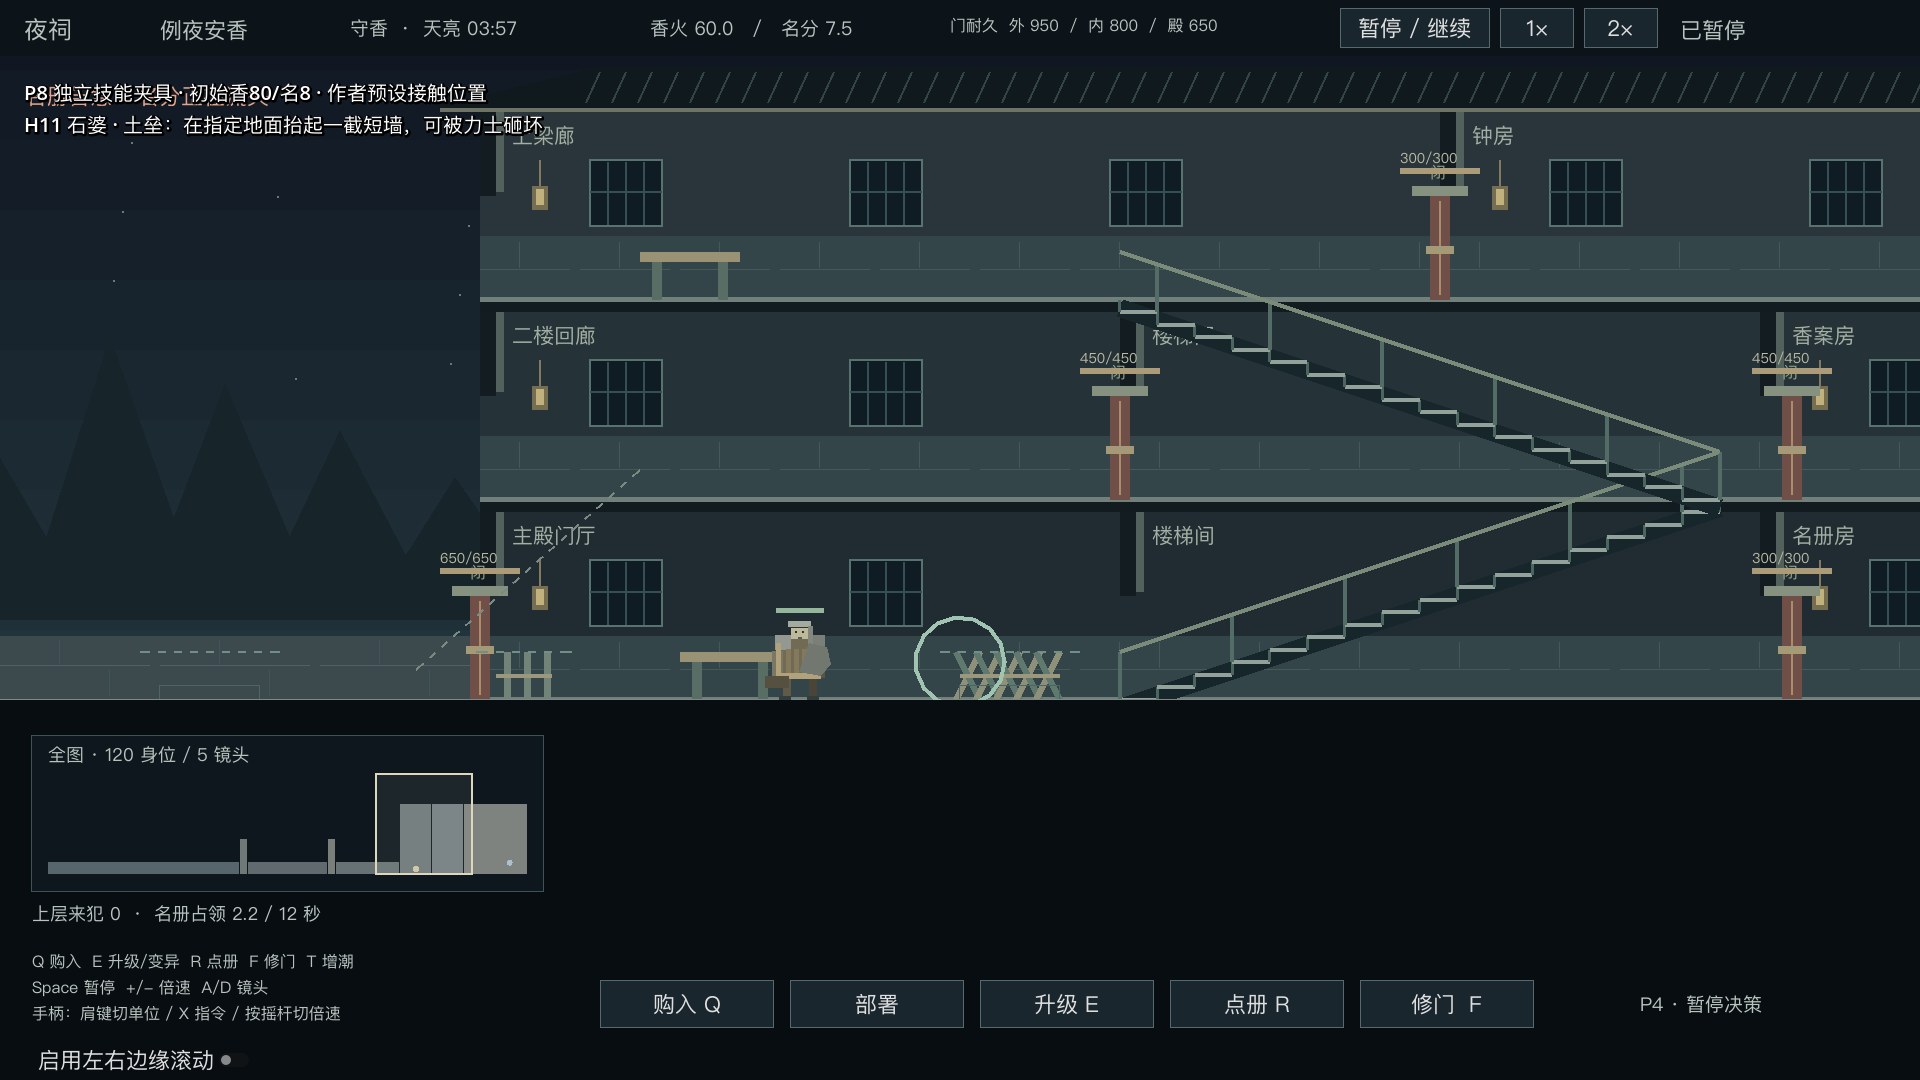 夜祠
例夜安香
守香 · 天亮 03:57
香火 60.0 / 名分 7.5
门耐久 外 950 / 内 800 / 殿 650
暂停 / 继续
1×
2×
已暂停
P8 独立技能夹具 · 初始香80/名8 · 作者预设接触位置
H11 石婆 · 土垒：在指定地面抬起一截短墙，可被力士砸坏
上梁廊
钟房
300/300
闭
二楼回廊
450/450
闭
450/450
闭
香案房
主殿门厅
650/650
闭
楼梯间
300/300
闭
名册房
全图 · 120 身位 / 5 镜头
上层来犯 0 · 名册占领 2.2 / 12 秒
Q 购入 E 升级/变异 R 点册 F 修门 T 增潮
Space 暂停 +/− 倍速 A/D 镜头
手柄：肩键切单位 / X 指令 / 按摇杆切倍速
购入 Q
部署
升级 E
点册 R
修门 F
P4 · 暂停决策
启用左右边缘滚动